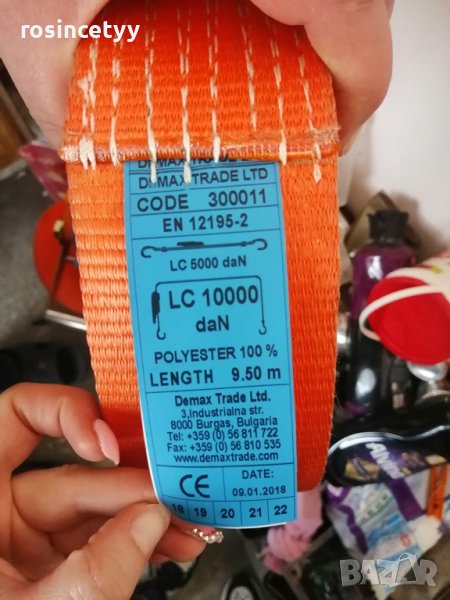 rosincetyy
DEMAX TRADE LTD
CODE 300011
EN 12195-2
LC 5000 daN
LC 10000
daN
POLYESTER 100 %
LENGTH 9.50 m
Demax Trade Ltd.
3,Industrialna str.
8000 Burgas, Bulgaria
Tel: +359 (0) 56 811 722
Fax: +359 (0) 56 810 535
www.demaxtrade.com
CE
DATE:
09.01.2018
18 19 20 21 22
BAZAR